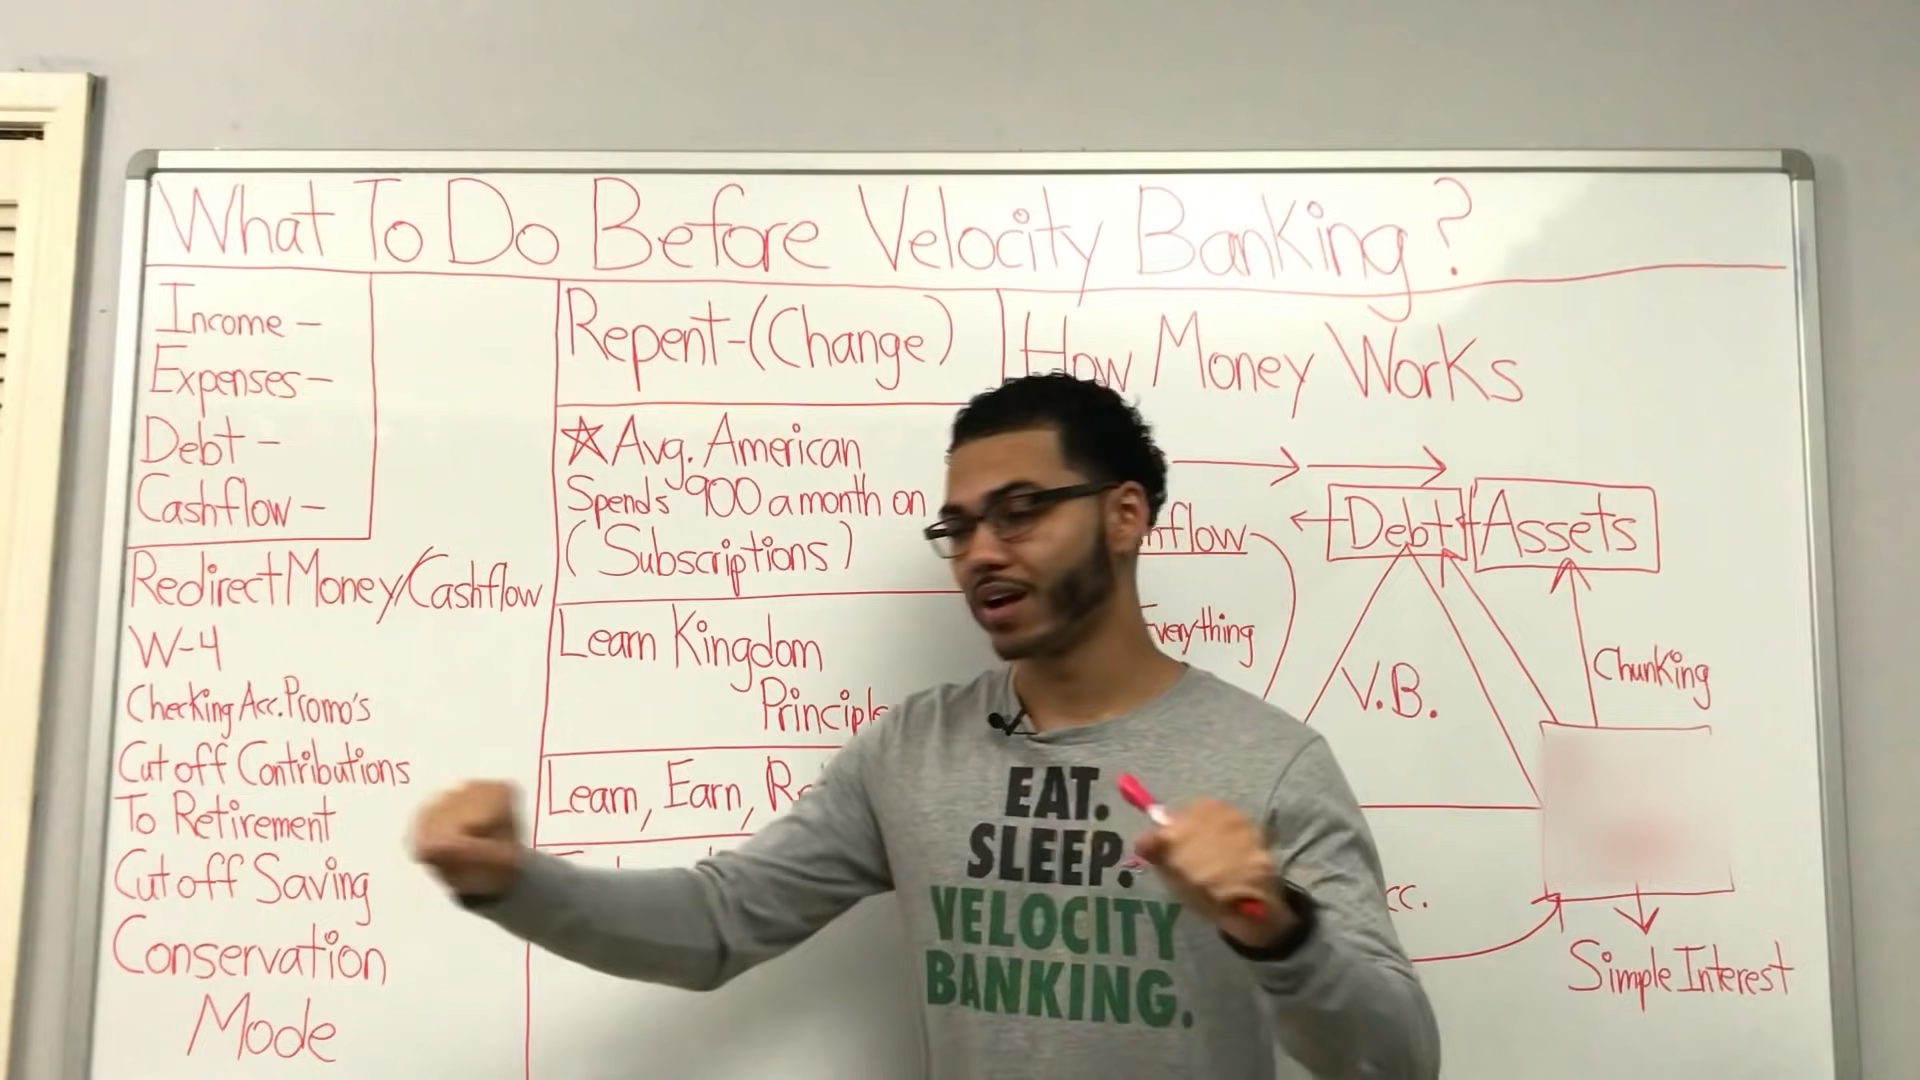 What To Do Before Velocity Banking?
Income -
Expenses -
Debt -
Cashflow -
Redirect Money/Cashflow
W-4
Checking Acc. Promo's
Cut off Contributions
To Retirement
Cut off Saving
Conservation
Mode
Repent-(Change)
☆Avg. American
Spends 900 a month on
(Subscriptions)
Learn Kingdom
Learn, Earn,
How Money Works
Debt
Assets
Everything
V.B.
Chunking
Simple Interest
EAT.
SLEEP.
VELOCITY
BANKING.